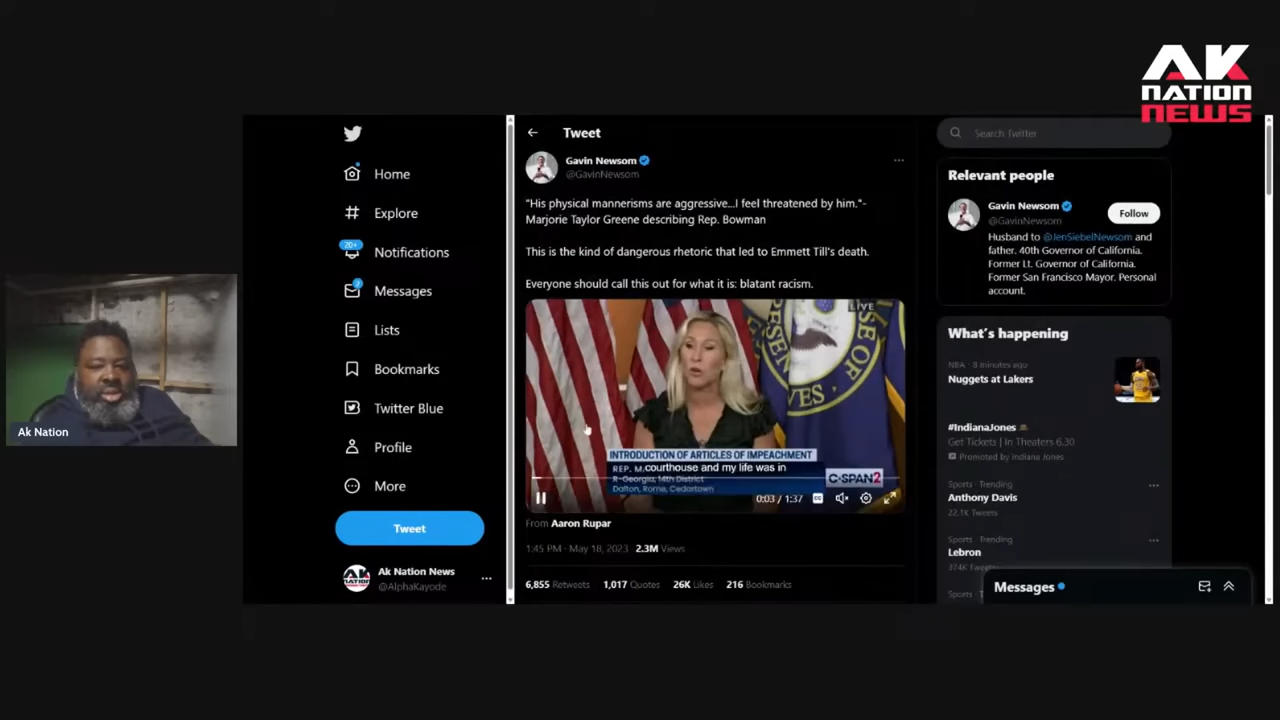 AK
NATION
NEWS
Ak Nation
Home
Explore
20+
Notifications
2
Messages
Lists
Bookmarks
Twitter Blue
Profile
More
Tweet
Ak Nation News
@AlphaKayode
Tweet
Gavin Newsom
@GavinNewsom
"His physical mannerisms are aggressive...I feel threatened by him."-
Marjorie Taylor Greene describing Rep. Bowman
This is the kind of dangerous rhetoric that led to Emmett Till's death.
Everyone should call this out for what it is: blatant racism.
LIVE
INTRODUCTION OF ARTICLES OF IMPEACHMENT
REP. M
courthouse and my life was in
R-Georgia, 14th District
Dalton, Rome, Cedartown
C-SPAN2
0:03 / 1:37
From Aaron Rupar
1:45 PM · May 18, 2023 2.3M Views
6,855 Retweets 1,017 Quotes 26K Likes 216 Bookmarks
Search Twitter
Relevant people
Gavin Newsom
@GavinNewsom
Follow
Husband to @JenSiebelNewsom and
father. 40th Governor of California.
Former Lt. Governor of California.
Former San Francisco Mayor. Personal
account.
What's happening
NBA · 8 minutes ago
Nuggets at Lakers
#IndianaJones
Get Tickets | In Theaters 6.30
Promoted by Indiana Jones
Sports · Trending
Anthony Davis
22.1K Tweets
Sports · Trending
Lebron
374K Tweets
Sports · T
Messages